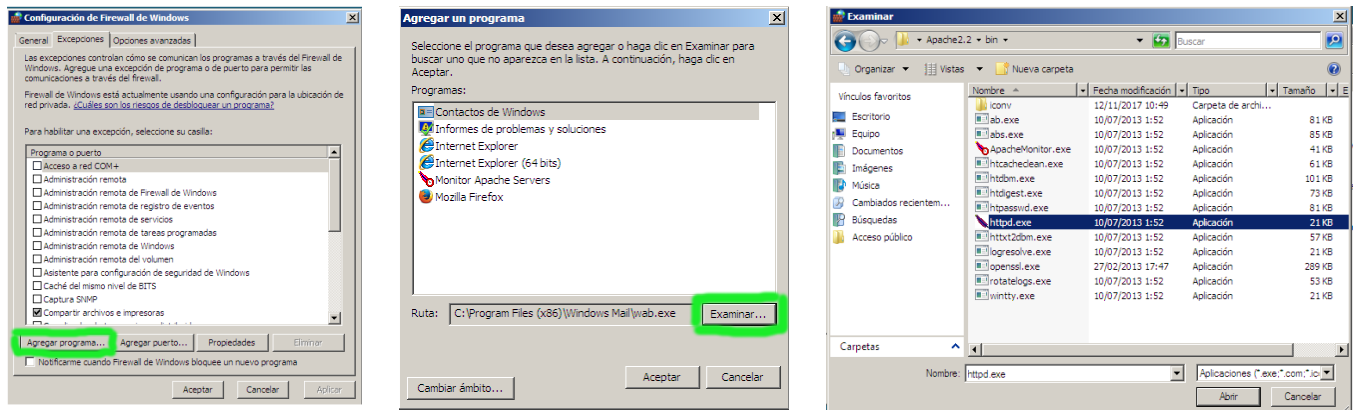 Configuración de Firewall de Windows
General
Excepciones
Opciones avanzadas
Las excepciones controlan cómo se comunican los programas a través del Firewall de
Windows. Agregue una excepción de programa o de puerto para permitir las
comunicaciones a través del firewall.
Firewall de Windows está actualmente usando una configuración para la ubicación de
red privada. ¿Cuáles son los riesgos de desbloquear un programa?
Para habilitar una excepción, seleccione su casilla:
Programa o puerto
Acceso a red COM+
Administración remota
Administración remota de Firewall de Windows
Administración remota de registro de eventos
Administración remota de servicios
Administración remota de tareas programadas
Administración remota de Windows
Administración remota del volumen
Asistente para configuración de seguridad de Windows
Caché del mismo nivel de BITS
Captura SNMP
Compartir archivos e impresoras
Agregar programa...
Agregar puerto...
Propiedades
Eliminar
Notificarme cuando Firewall de Windows bloquee un nuevo programa
Aceptar
Cancelar
Aplicar
Agregar un programa
Seleccione el programa que desea agregar o haga clic en Examinar para
buscar uno que no aparezca en la lista. A continuación, haga clic en
Aceptar.
Programas:
Contactos de Windows
Informes de problemas y soluciones
Internet Explorer
Internet Explorer (64 bits)
Monitor Apache Servers
Mozilla Firefox
Ruta:
C:\Program Files (x86)\Windows Mail\wab.exe
Examinar...
Cambiar ámbito...
Aceptar
Cancelar
Examinar
Apache2.2
bin
Buscar
Organizar
Vistas
Nueva carpeta
Vínculos favoritos
Escritorio
Equipo
Documentos
Imágenes
Música
Cambiados recientem...
Búsquedas
Acceso público
Carpetas
Nombre Fecha modificación Tipo Tamaño E
iconv 12/11/2017 10:49 Carpeta de archi...
ab.exe 10/07/2013 1:52 Aplicación 81 KB
abs.exe 10/07/2013 1:52 Aplicación 85 KB
ApacheMonitor.exe 10/07/2013 1:52 Aplicación 41 KB
htcacheclean.exe 10/07/2013 1:52 Aplicación 61 KB
htdbm.exe 10/07/2013 1:52 Aplicación 101 KB
htdigest.exe 10/07/2013 1:52 Aplicación 73 KB
htpasswd.exe 10/07/2013 1:52 Aplicación 81 KB
httpd.exe 10/07/2013 1:52 Aplicación 21 KB
httxt2dbm.exe 10/07/2013 1:52 Aplicación 57 KB
logresolve.exe 10/07/2013 1:52 Aplicación 21 KB
openssl.exe 27/02/2013 17:47 Aplicación 289 KB
rotatelogs.exe 10/07/2013 1:52 Aplicación 53 KB
wintty.exe 10/07/2013 1:52 Aplicación 21 KB
Nombre:
httpd.exe
Aplicaciones (*.exe;*.com;*.ic
Abrir
Cancelar